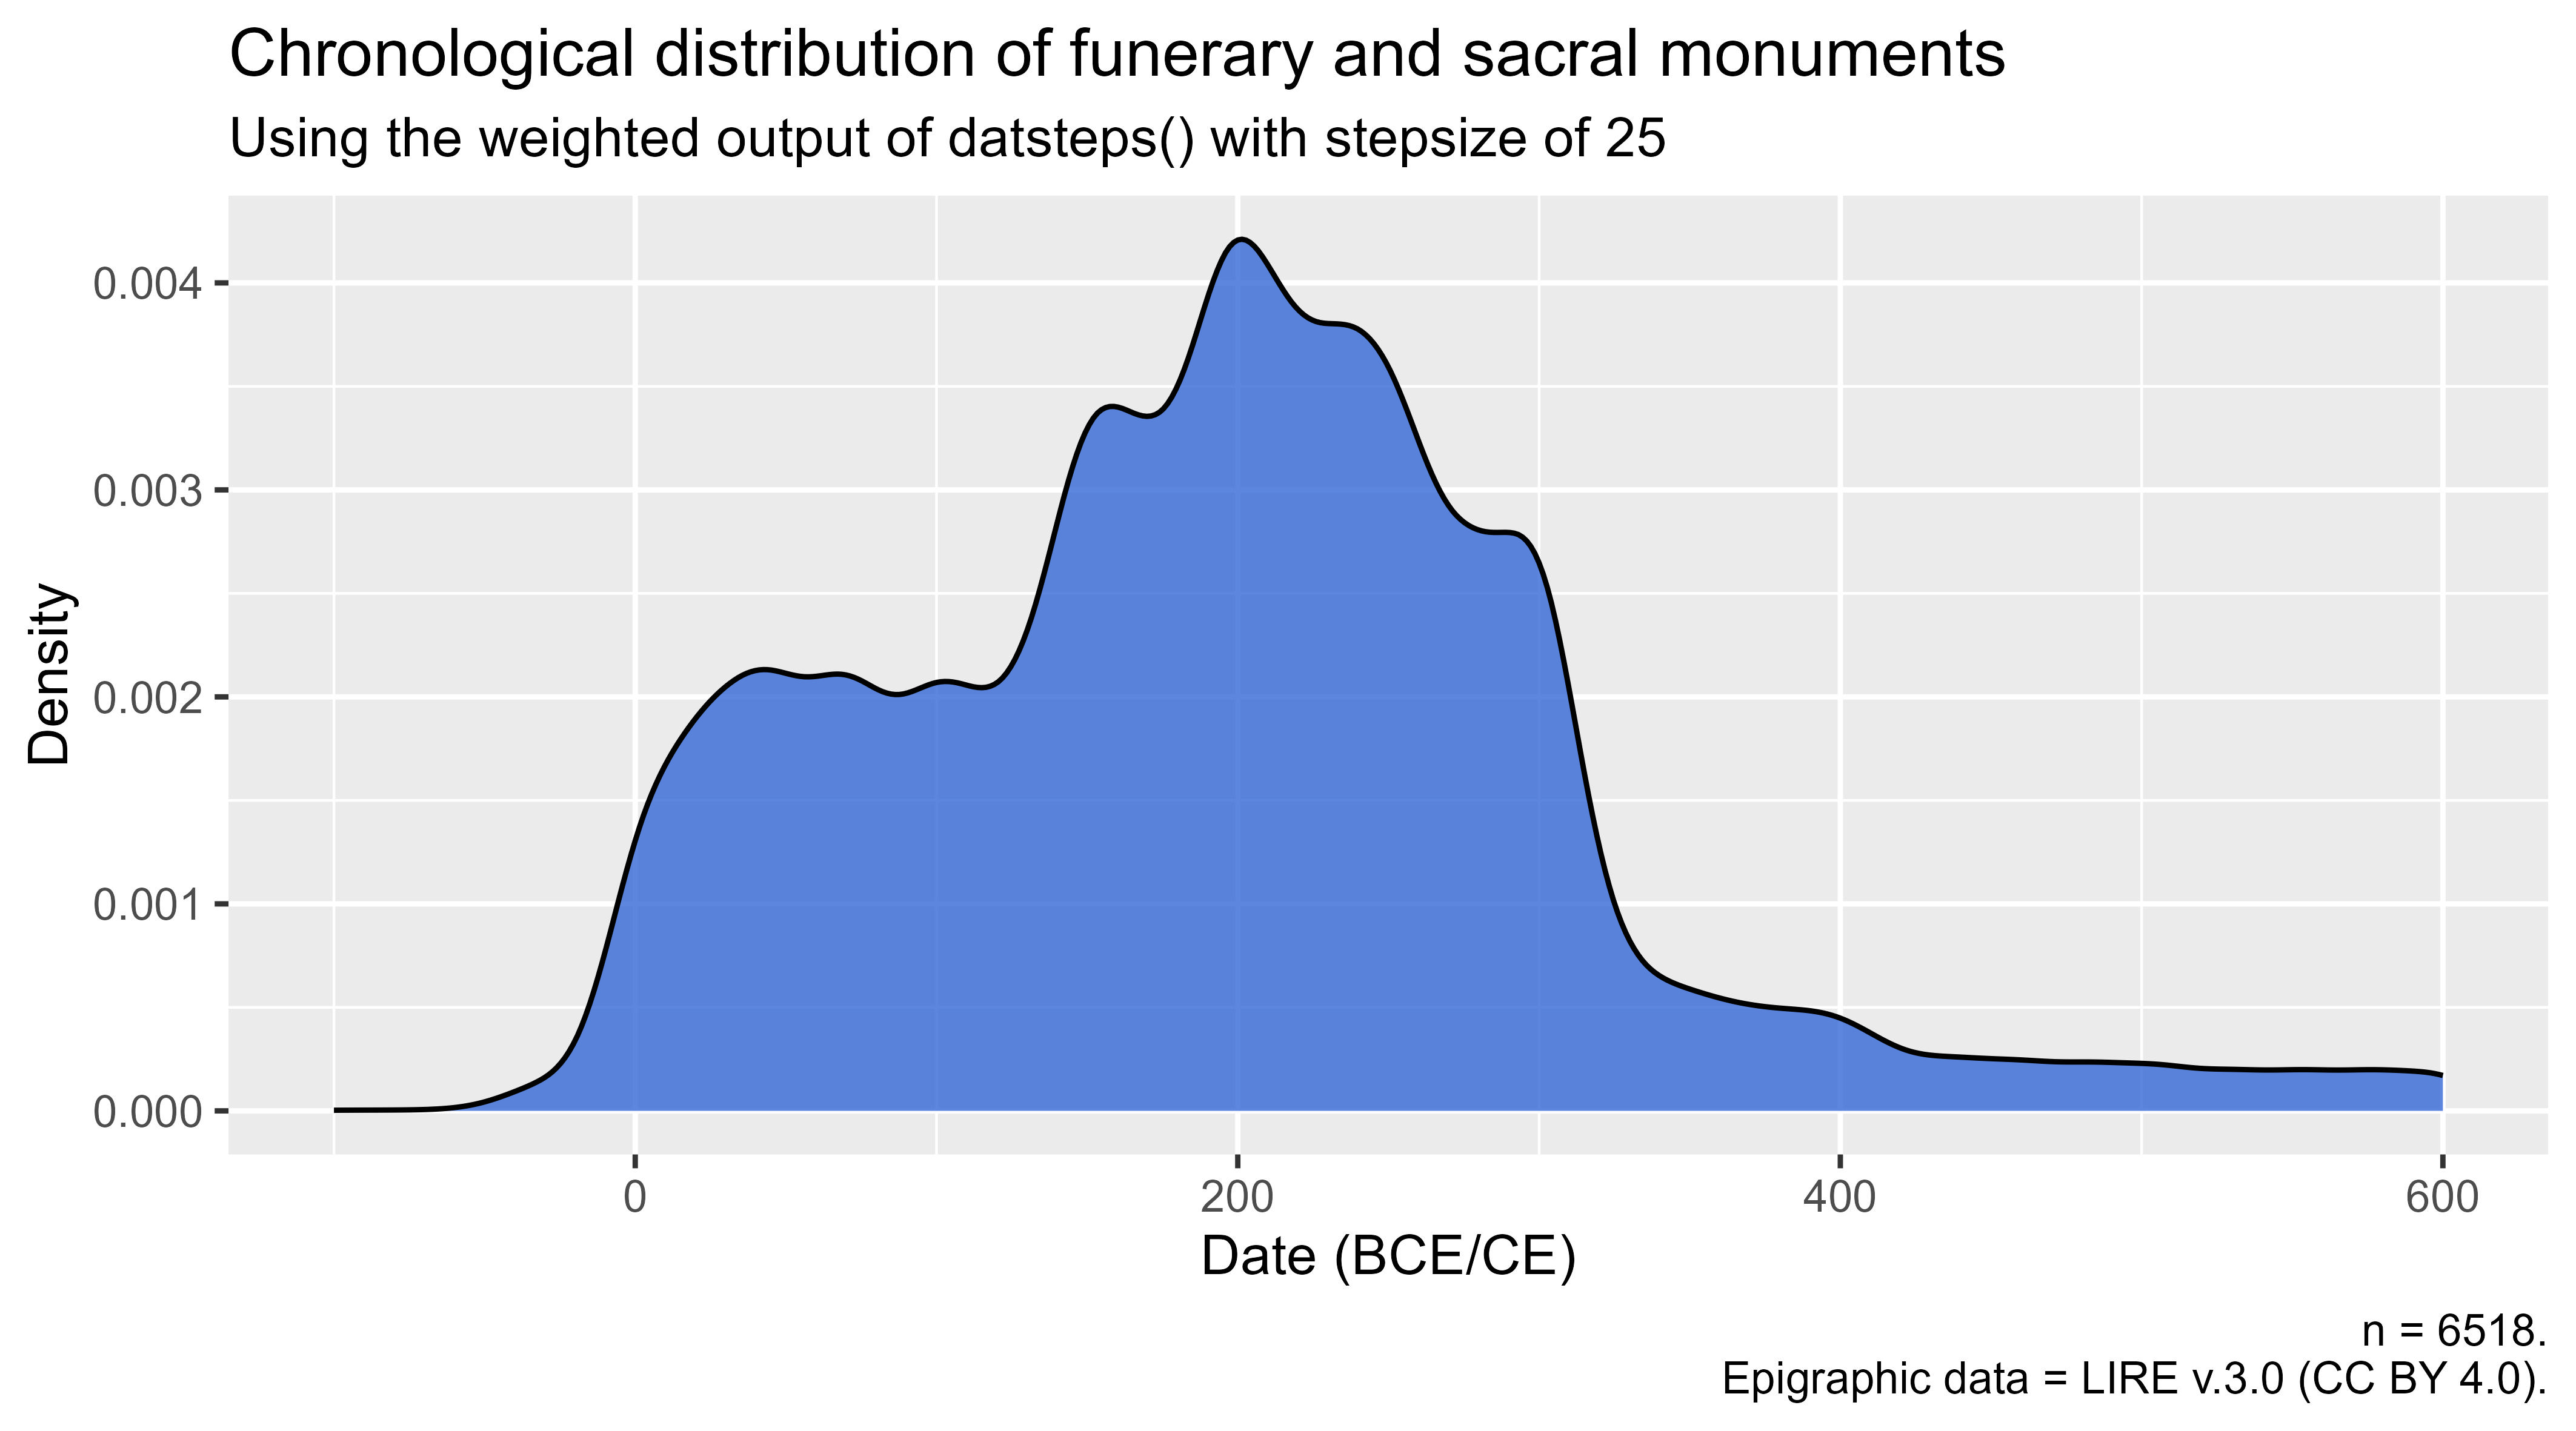 Chronological distribution of funerary and sacral monuments
Using the weighted output of datsteps() with stepsize of 25
Density
0.004
0.003
0.002
0.001
0.000
0
200
400
600
Date (BCE/CE)
n = 6518.
Epigraphic data = LIRE v.3.0 (CC BY 4.0).